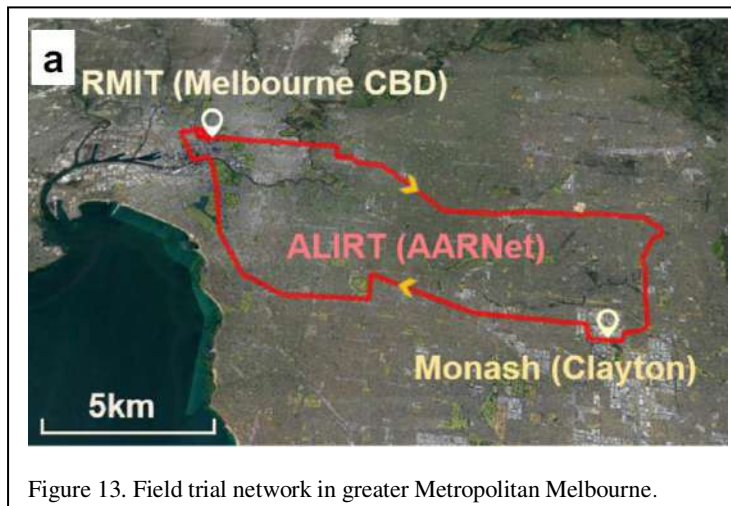 a
RMIT (Melbourne CBD)
ALIRT (AARNet)
Monash (Clayton)
5km
Figure 13. Field trial network in greater Metropolitan Melbourne.